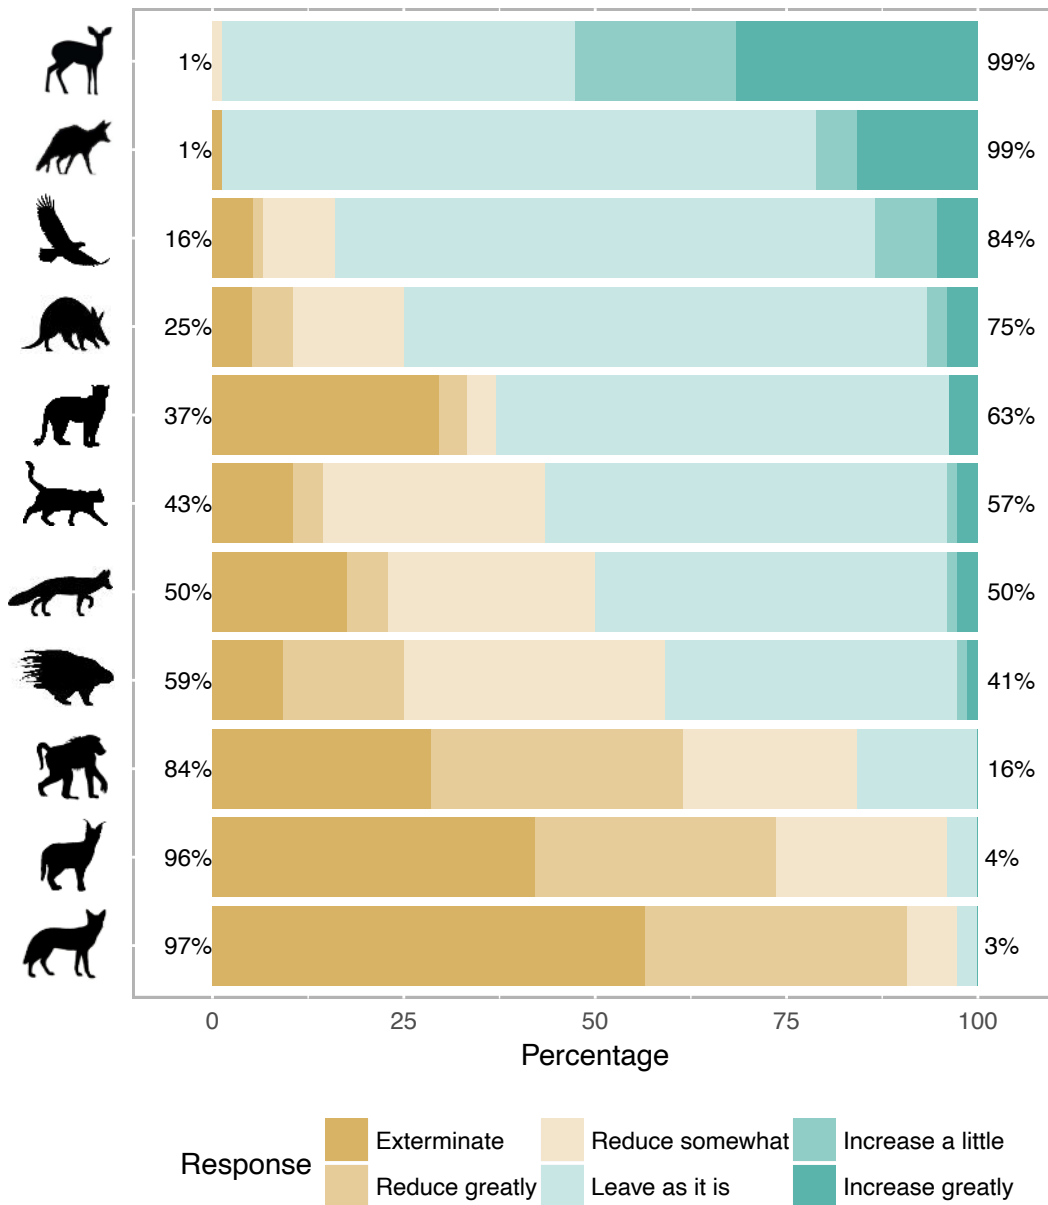 1% 99%
1% 99%
16% 84%
25% 75%
37% 63%
43% 57%
50% 50%
59% 41%
84% 16%
96% 4%
97% 3%
0 25 50 75 100
Percentage
Response
Exterminate Reduce somewhat Increase a little
Reduce greatly Leave as it is Increase greatly